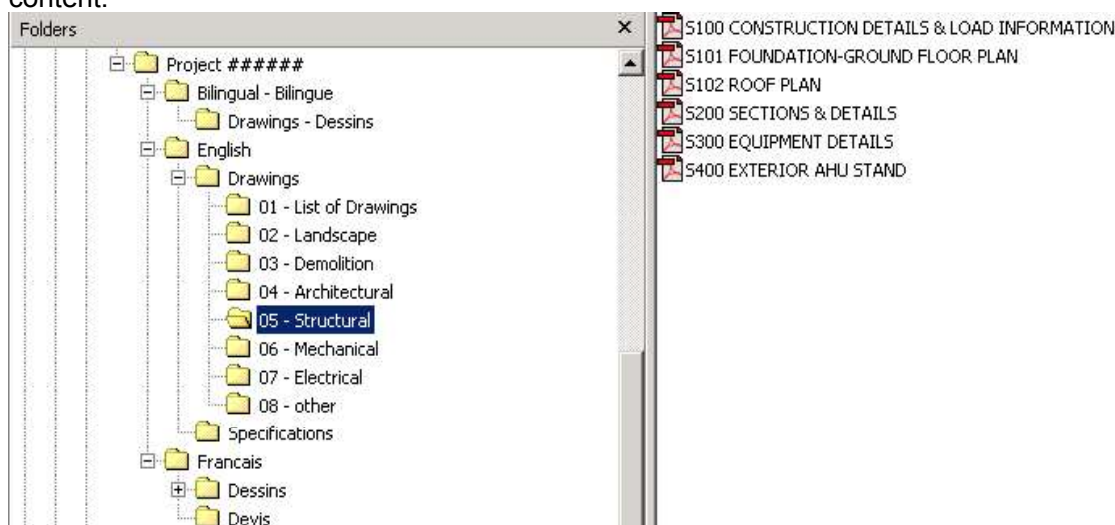 content:
Folders
Project ######
Bilingual - Bilingue
Drawings - Dessins
English
Drawings
01 - List of Drawings
02 - Landscape
03 - Demolition
04 - Architectural
05 - Structural
06 - Mechanical
07 - Electrical
08 - other
Specifications
Francais
Dessins
Devis
S100 CONSTRUCTION DETAILS & LOAD INFORMATION
S101 FOUNDATION-GROUND FLOOR PLAN
S102 ROOF PLAN
S200 SECTIONS & DETAILS
S300 EQUIPMENT DETAILS
S400 EXTERIOR AHU STAND